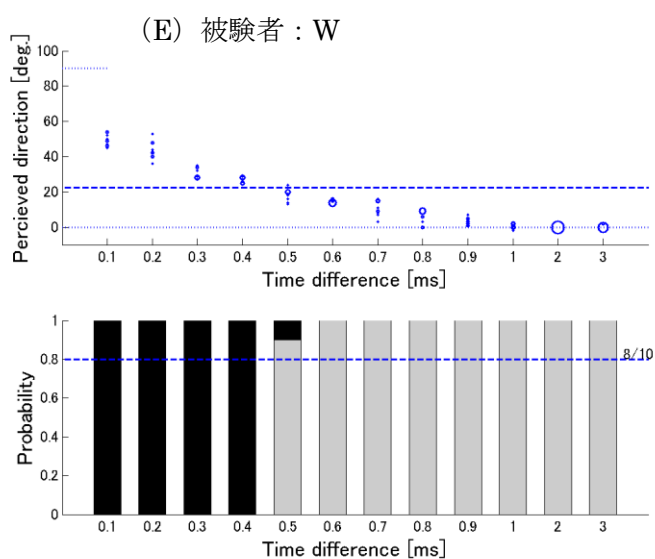 (E) 被験者：W
Percieved direction [deg.]
100
80
60
40
20
0
0.1 0.2 0.3 0.4 0.5 0.6 0.7 0.8 0.9 1 2 3
Time difference [ms]
Probability
1
0.8
0.6
0.4
0.2
0
8/10
0.1 0.2 0.3 0.4 0.5 0.6 0.7 0.8 0.9 1 2 3
Time difference [ms]